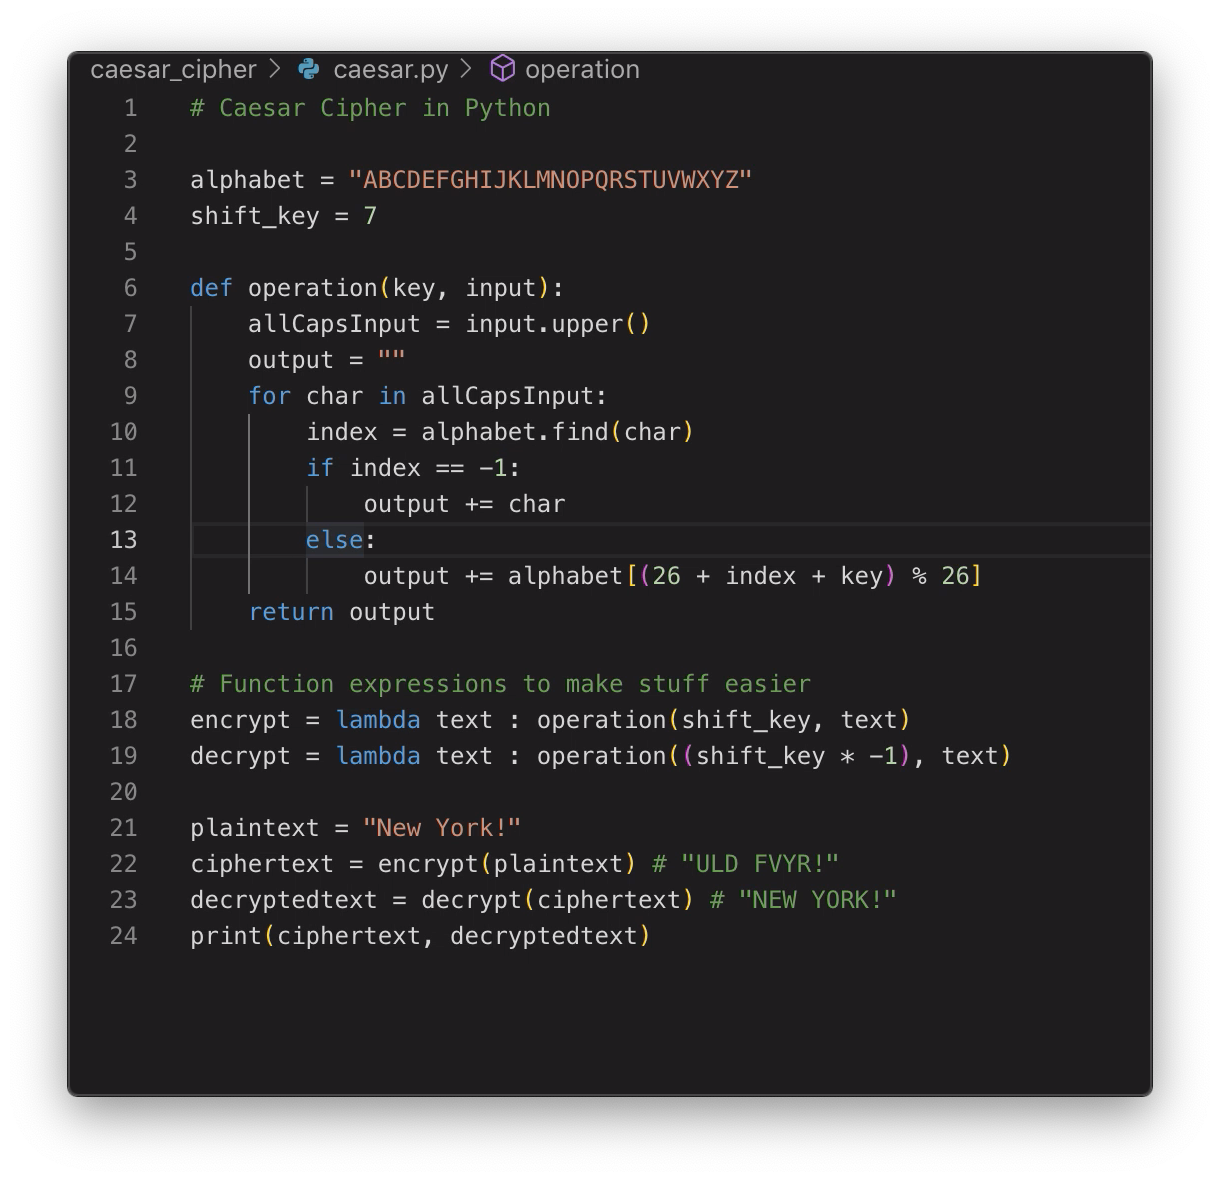 caesar_cipher > caesar.py > operation
1 # Caesar Cipher in Python
2
3 alphabet = "ABCDEFGHIJKLMNOPQRSTUVWXYZ"
4 shift_key = 7
5
6 def operation(key, input):
7     allCapsInput = input.upper()
8     output = ""
9     for char in allCapsInput:
10         index = alphabet.find(char)
11         if index == -1:
12             output += char
13         else:
14             output += alphabet[(26 + index + key) % 26]
15     return output
16
17 # Function expressions to make stuff easier
18 encrypt = lambda text : operation(shift_key, text)
19 decrypt = lambda text : operation((shift_key * -1), text)
20
21 plaintext = "New York!"
22 ciphertext = encrypt(plaintext) # "ULD FVYR!"
23 decryptedtext = decrypt(ciphertext) # "NEW YORK!"
24 print(ciphertext, decryptedtext)